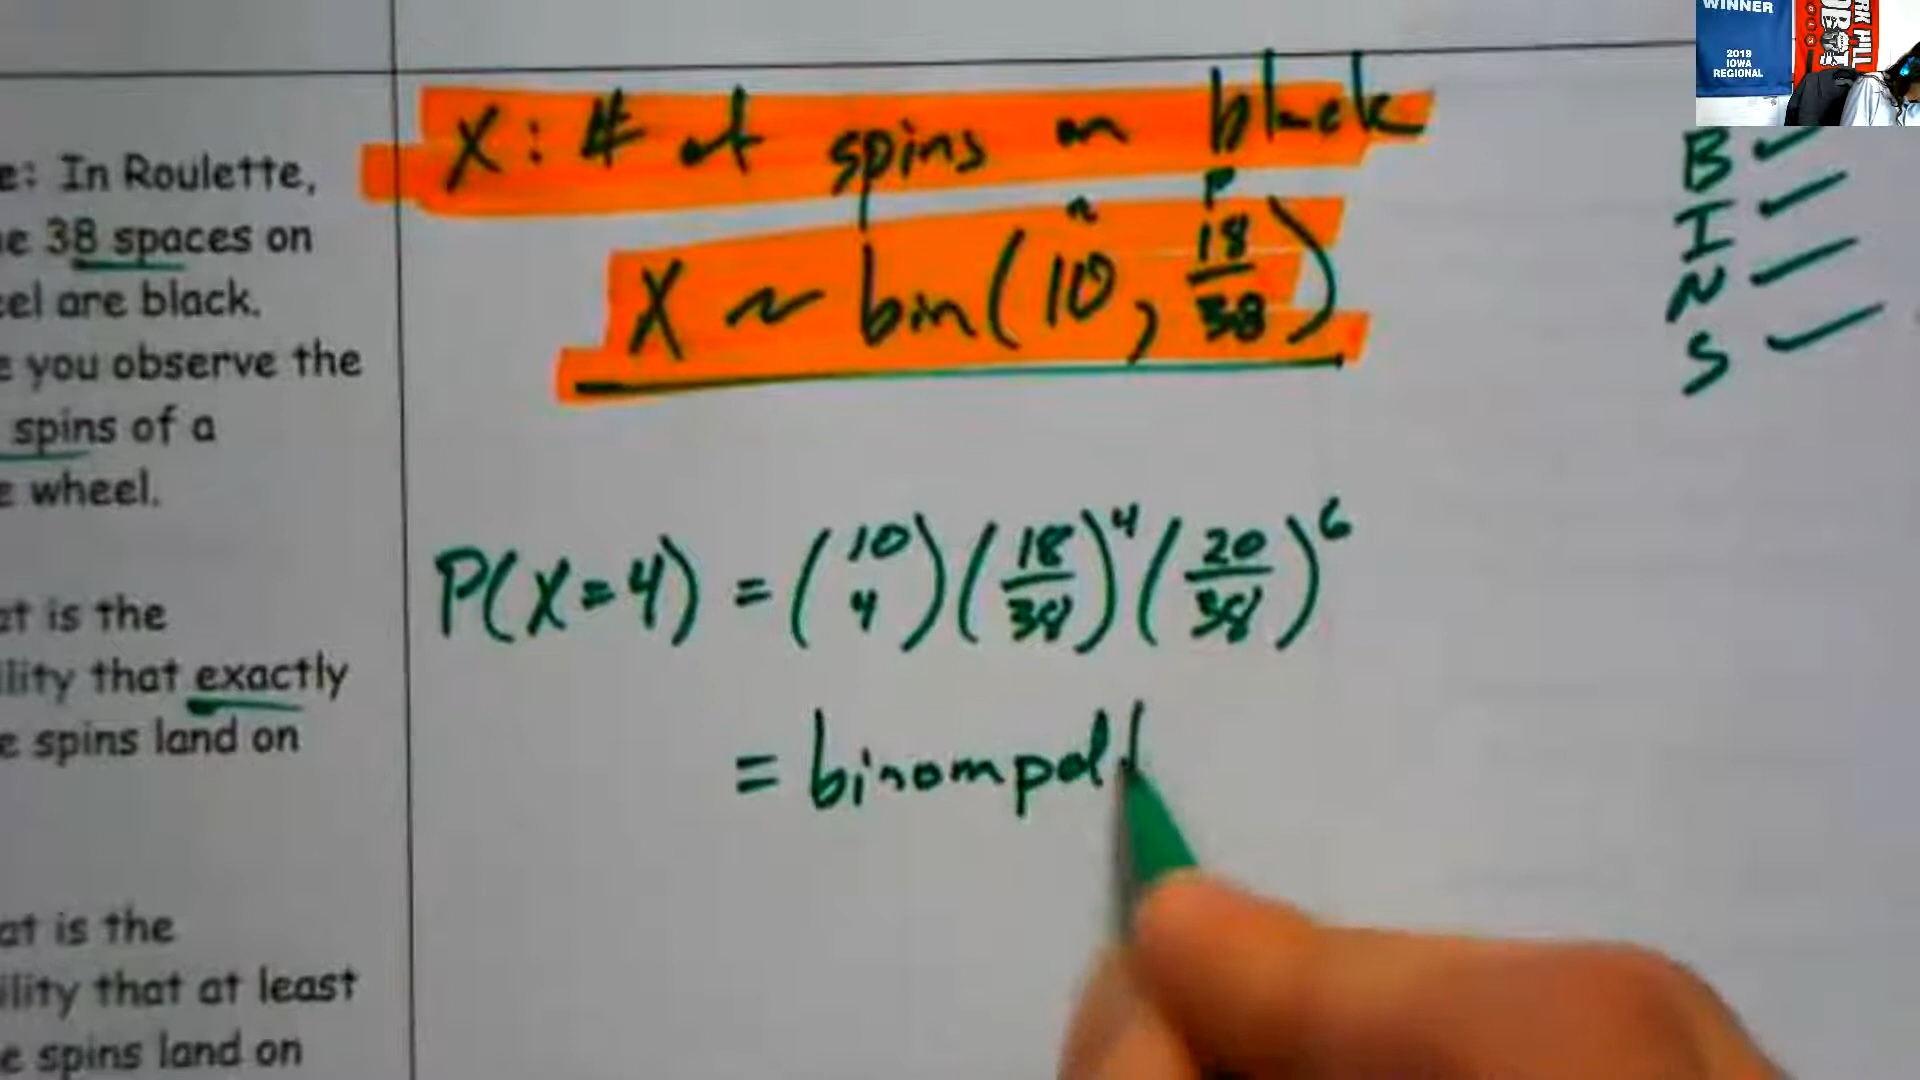 WINNER
2019
IOWA
REGIONAL
X: # of spins on black
e: In Roulette,
e 38 spaces on
eel are black.
e you observe the
spins of a
e wheel.
n p
X ~ bin(10, 18/38)
B ✓
I ✓
N ✓
S ✓
P(X=4) = (10 4)(18/38)^4(20/38)^6
= binompdf
at is the
ility that exactly
e spins land on
at is the
ility that at least
e spins land on